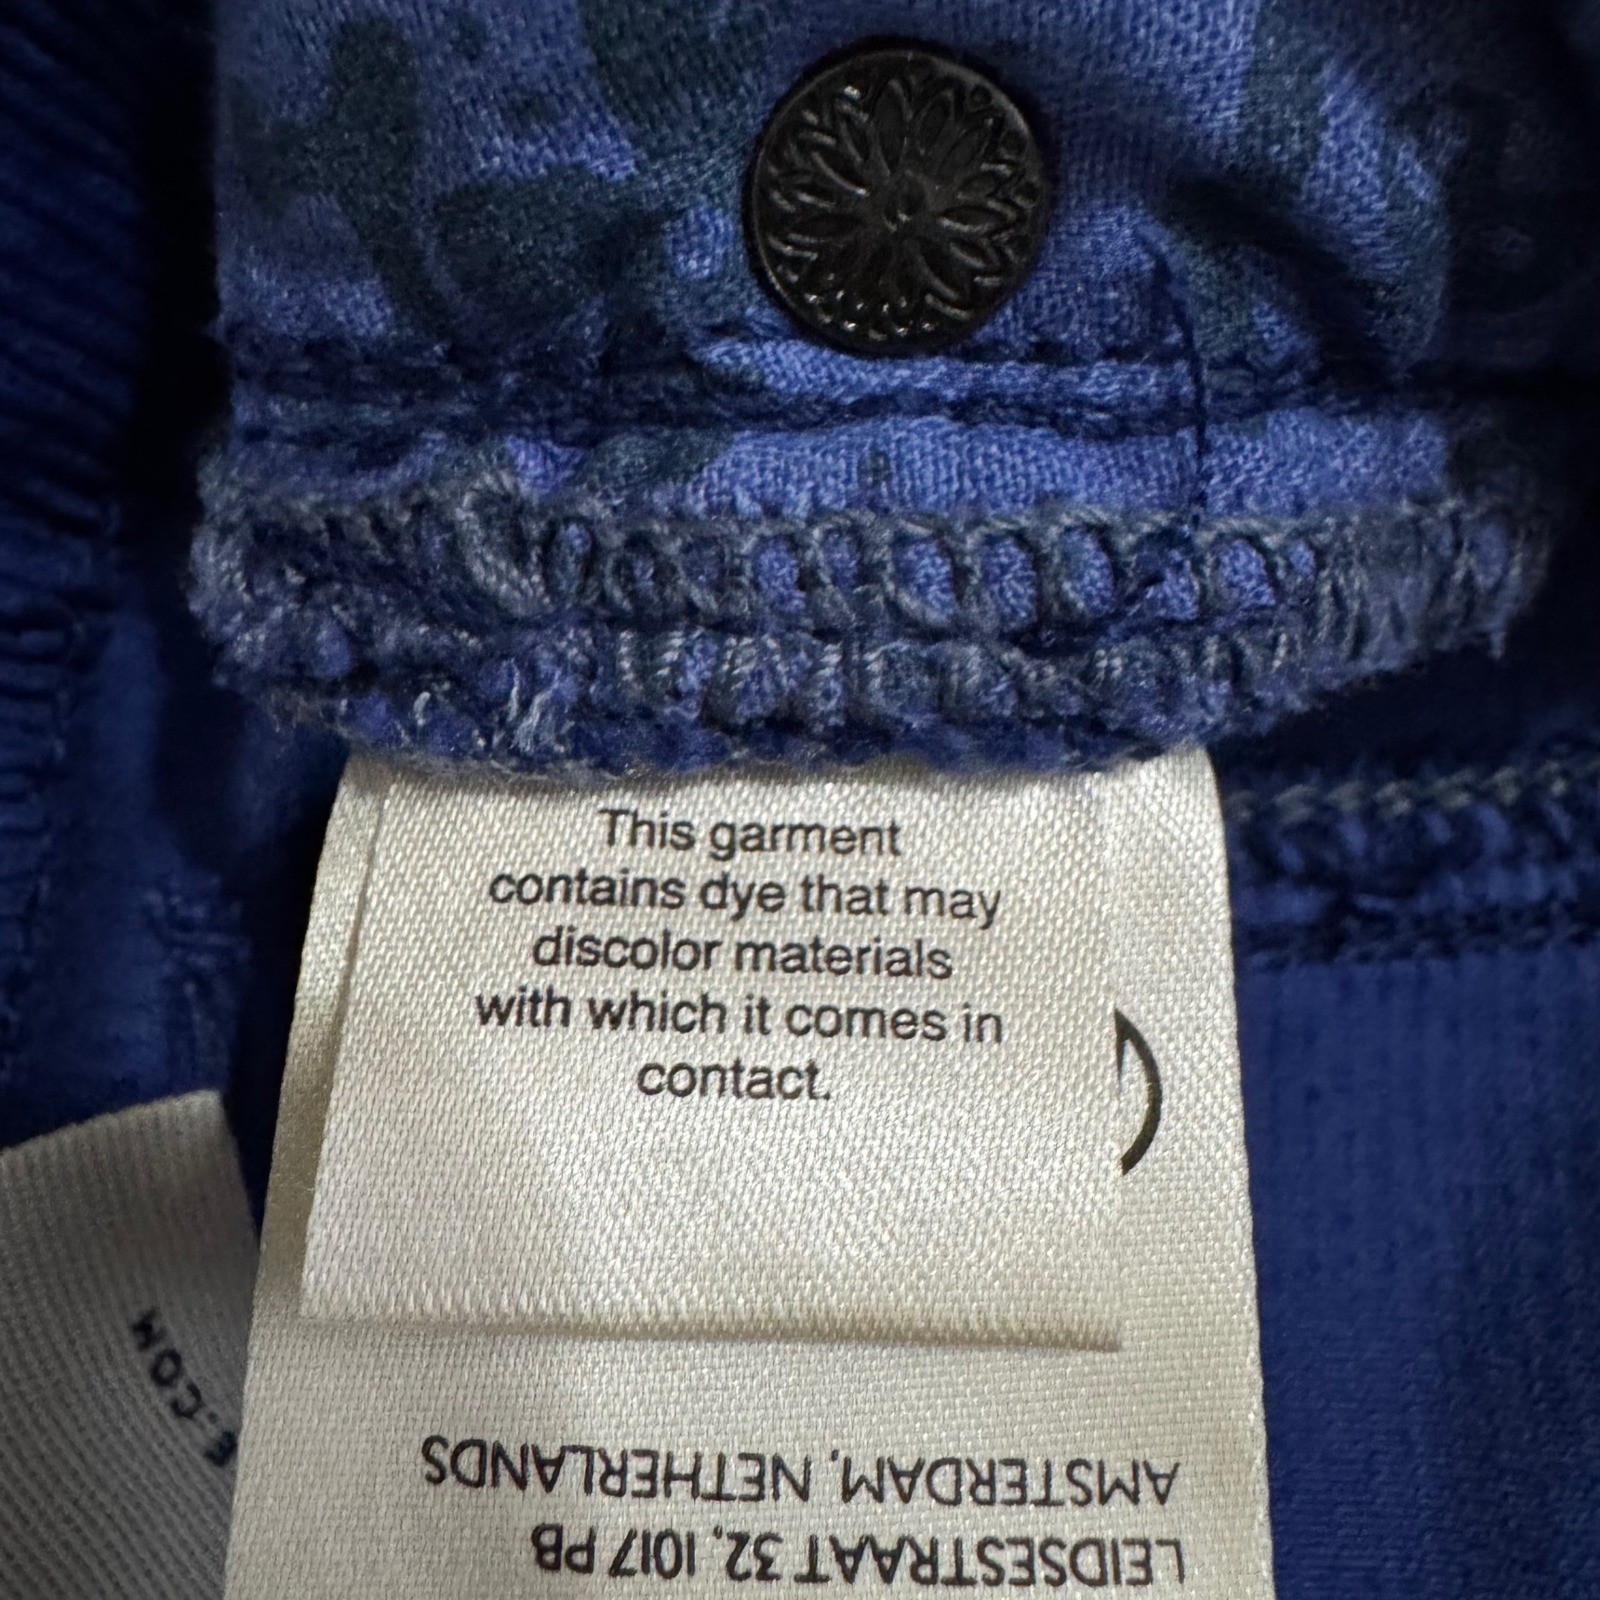 This garment
contains dye that may
discolor materials
with which it comes in
contact.
LEIDSESTRAAT 32, 1017 PB
AMSTERDAM, NETHERLANDS
E.COM